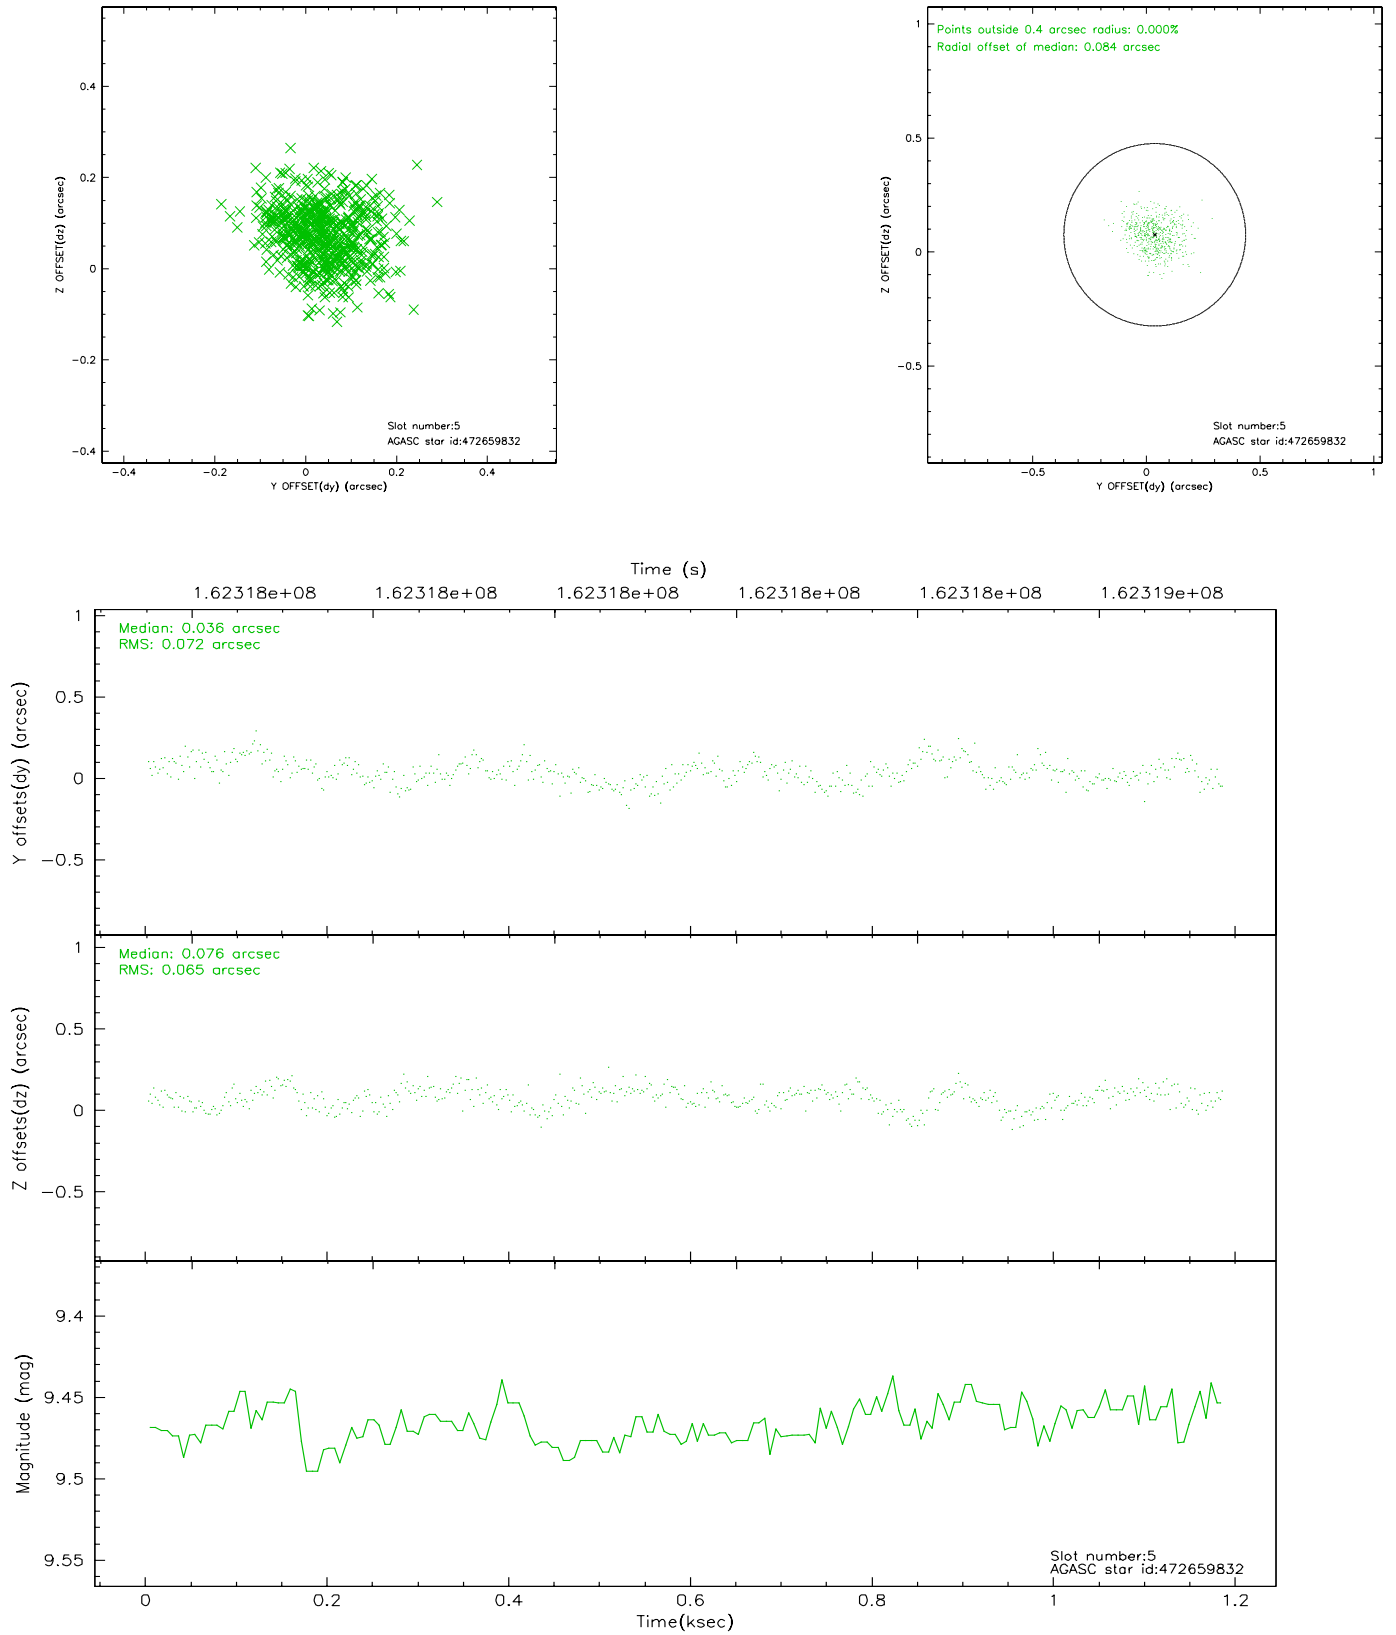 0.4
0.2
0
−0.2
−0.4
Z OFFSET(dz) (arcsec)
Slot number:5
AGASC star id:472659832
−0.4 −0.2 0 0.2 0.4
Y OFFSET(dy) (arcsec)
Points outside 0.4 arcsec radius: 0.000%
Radial offset of median: 0.084 arcsec
1
0.5
0
−0.5
Z OFFSET(dz) (arcsec)
Slot number:5
AGASC star id:472659832
−0.5 0 0.5 1
Y OFFSET(dy) (arcsec)
Time (s)
1.62318e+08 1.62318e+08 1.62318e+08 1.62318e+08 1.62318e+08 1.62319e+08
Median: 0.036 arcsec
RMS: 0.072 arcsec
1
0.5
0
−0.5
Y offsets(dy) (arcsec)
Median: 0.076 arcsec
RMS: 0.065 arcsec
1
0.5
0
−0.5
Z offsets(dz) (arcsec)
9.4
9.45
9.5
9.55
Magnitude (mag)
Slot number:5
AGASC star id:472659832
0 0.2 0.4 0.6 0.8 1 1.2
Time(ksec)